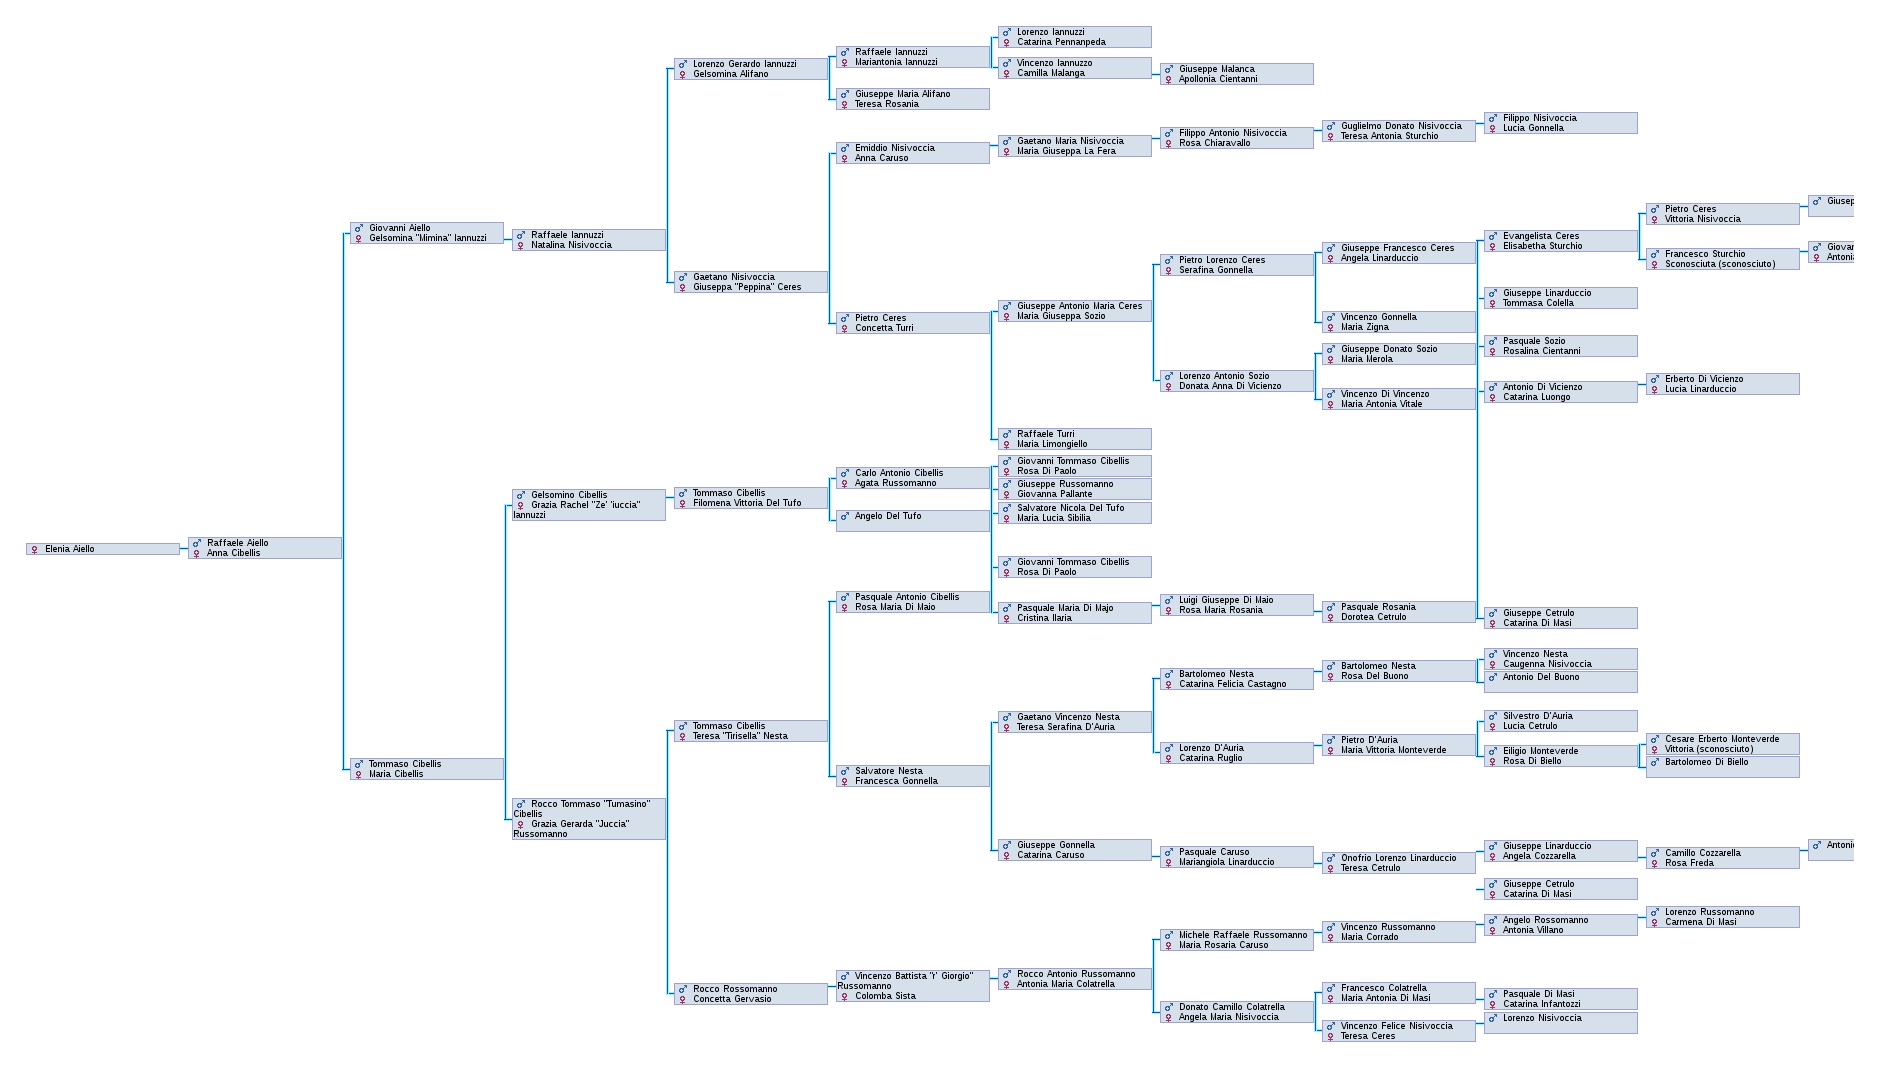 Elenia Aiello
Raffaele Aiello
Anna Cibellis
Giovanni Aiello
Gelsomina "Mimina" Iannuzzi
Tommaso Cibellis
Maria Cibellis
Raffaele Iannuzzi
Natalina Nisivoccia
Gelsomino Cibellis
Grazia Rachel "Ze' 'iuccia"
Iannuzzi
Rocco Tommaso "Tumasino"
Cibellis
Grazia Gerarda "Juccia"
Russomanno
Lorenzo Gerardo Iannuzzi
Gelsomina Alifano
Gaetano Nisivoccia
Giuseppa "Peppina" Ceres
Tommaso Cibellis
Filomena Vittoria Del Tufo
Tommaso Cibellis
Teresa "Tirisella" Nesta
Rocco Rossomanno
Concetta Gervasio
Raffaele Iannuzzi
Mariantonia Iannuzzi
Giuseppe Maria Alifano
Teresa Rosania
Emiddio Nisivoccia
Anna Caruso
Pietro Ceres
Concetta Turri
Carlo Antonio Cibellis
Agata Russomanno
Angelo Del Tufo
Pasquale Antonio Cibellis
Rosa Maria Di Maio
Salvatore Nesta
Francesca Gonnella
Vincenzo Battista "r' Giorgio"
Russomanno
Colomba Sista
Lorenzo Iannuzzi
Catarina Pennanpeda
Vincenzo Iannuzzo
Camilla Malanga
Gaetano Maria Nisivoccia
Maria Giuseppa La Fera
Giuseppe Antonio Maria Ceres
Maria Giuseppa Sozio
Raffaele Turri
Maria Limongiello
Giovanni Tommaso Cibellis
Rosa Di Paolo
Giuseppe Russomanno
Giovanna Pallante
Salvatore Nicola Del Tufo
Maria Lucia Sibilia
Giovanni Tommaso Cibellis
Rosa Di Paolo
Pasquale Maria Di Majo
Cristina Ilaria
Gaetano Vincenzo Nesta
Teresa Serafina D'Auria
Giuseppe Gonnella
Catarina Caruso
Rocco Antonio Russomanno
Antonia Maria Colatrella
Giuseppe Malanca
Apollonia Cientanni
Filippo Antonio Nisivoccia
Rosa Chiaravallo
Pietro Lorenzo Ceres
Serafina Gonnella
Lorenzo Antonio Sozio
Donata Anna Di Vicienzo
Luigi Giuseppe Di Maio
Rosa Maria Rosania
Bartolomeo Nesta
Catarina Felicia Castagno
Lorenzo D'Auria
Catarina Ruglio
Pasquale Caruso
Mariangiola Linarduccio
Michele Raffaele Russomanno
Maria Rosaria Caruso
Donato Camillo Colatrella
Angela Maria Nisivoccia
Guglielmo Donato Nisivoccia
Teresa Antonia Sturchio
Giuseppe Francesco Ceres
Angela Linarduccio
Vincenzo Gonnella
Maria Zigna
Giuseppe Donato Sozio
Maria Merola
Vincenzo Di Vincenzo
Maria Antonia Vitale
Pasquale Rosania
Dorotea Cetrulo
Bartolomeo Nesta
Rosa Del Buono
Pietro D'Auria
Maria Vittoria Monteverde
Onofrio Lorenzo Linarduccio
Teresa Cetrulo
Vincenzo Russomanno
Maria Corrado
Francesco Colatrella
Maria Antonia Di Masi
Vincenzo Felice Nisivoccia
Teresa Ceres
Filippo Nisivoccia
Lucia Gonnella
Evangelista Ceres
Elisabetha Sturchio
Giuseppe Linarduccio
Tommasa Colella
Pasquale Sozio
Rosalina Cientanni
Antonio Di Vicienzo
Catarina Luongo
Giuseppe Cetrulo
Catarina Di Masi
Vincenzo Nesta
Caugenna Nisivoccia
Antonio Del Buono
Silvestro D'Auria
Lucia Cetrulo
Eiligio Monteverde
Rosa Di Biello
Giuseppe Linarduccio
Angela Cozzarella
Giuseppe Cetrulo
Catarina Di Masi
Angelo Rossomanno
Antonia Villano
Pasquale Di Masi
Catarina Infantozzi
Lorenzo Nisivoccia
Pietro Ceres
Vittoria Nisivoccia
Francesco Sturchio
Sconosciuta (sconosciuto)
Erberto Di Vicienzo
Lucia Linarduccio
Cesare Erberto Monteverde
Vittoria (sconosciuto)
Bartolomeo Di Biello
Camillo Cozzarella
Rosa Freda
Lorenzo Russomanno
Carmena Di Masi
Giusep
Giovan
Antonia
Antonio